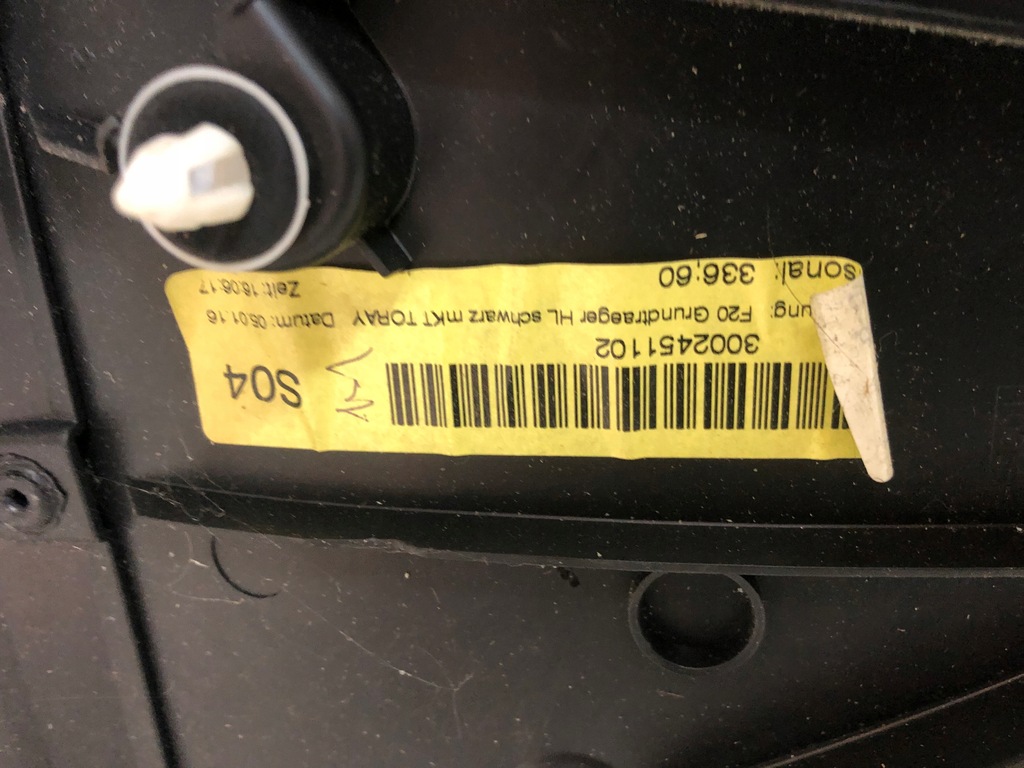 S04
3002451102
ung: F20 Grundtraeger HL schwarz mKT TORAY Datum: 05.01.16
sonal: 336;60 Zeit: 16:06:17